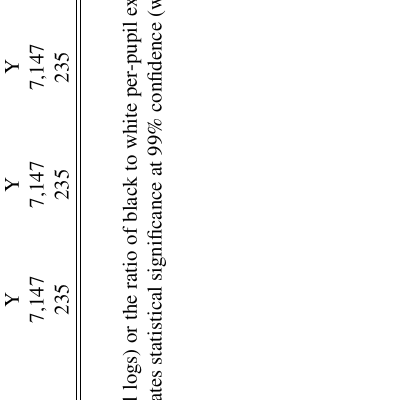 Y Y Y
7,147 7,147 7,147
235 235 235
l logs) or the ratio of black to white per-pupil ex
ates statistical significance at 99% confidence (w